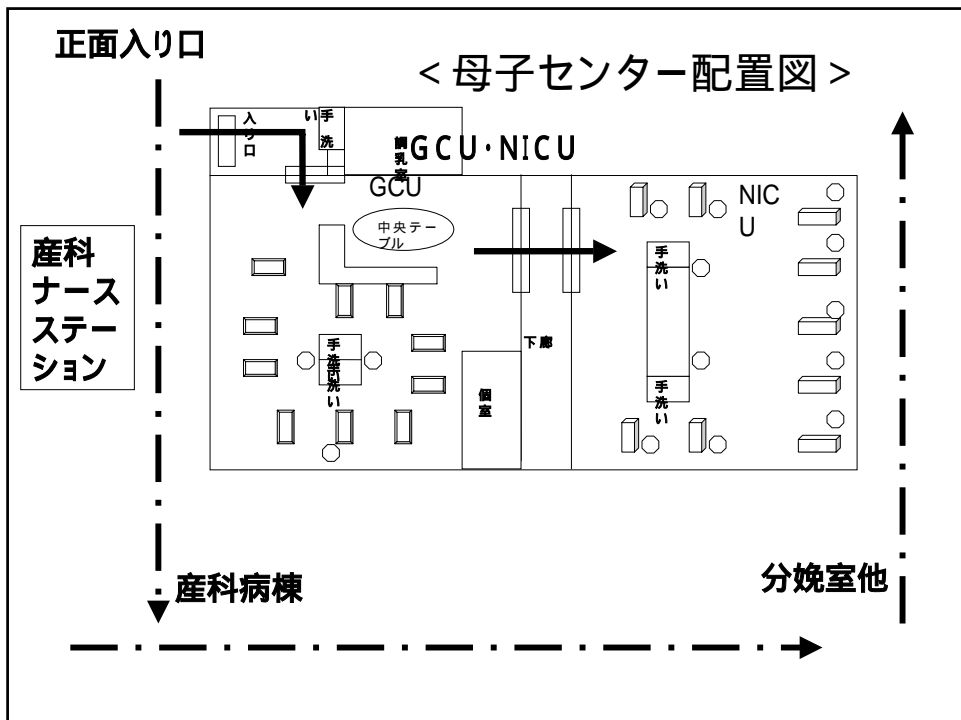 正面入り口
＜母子センター配置図＞
入り口
手洗い
調乳室
GCU・NICU
GCU
NIC
U
中央テー
ブル
産科
ナース
ステー
ション
手洗い
手洗い
手洗い
手洗い
下廊
個室
産科病棟
分娩室他